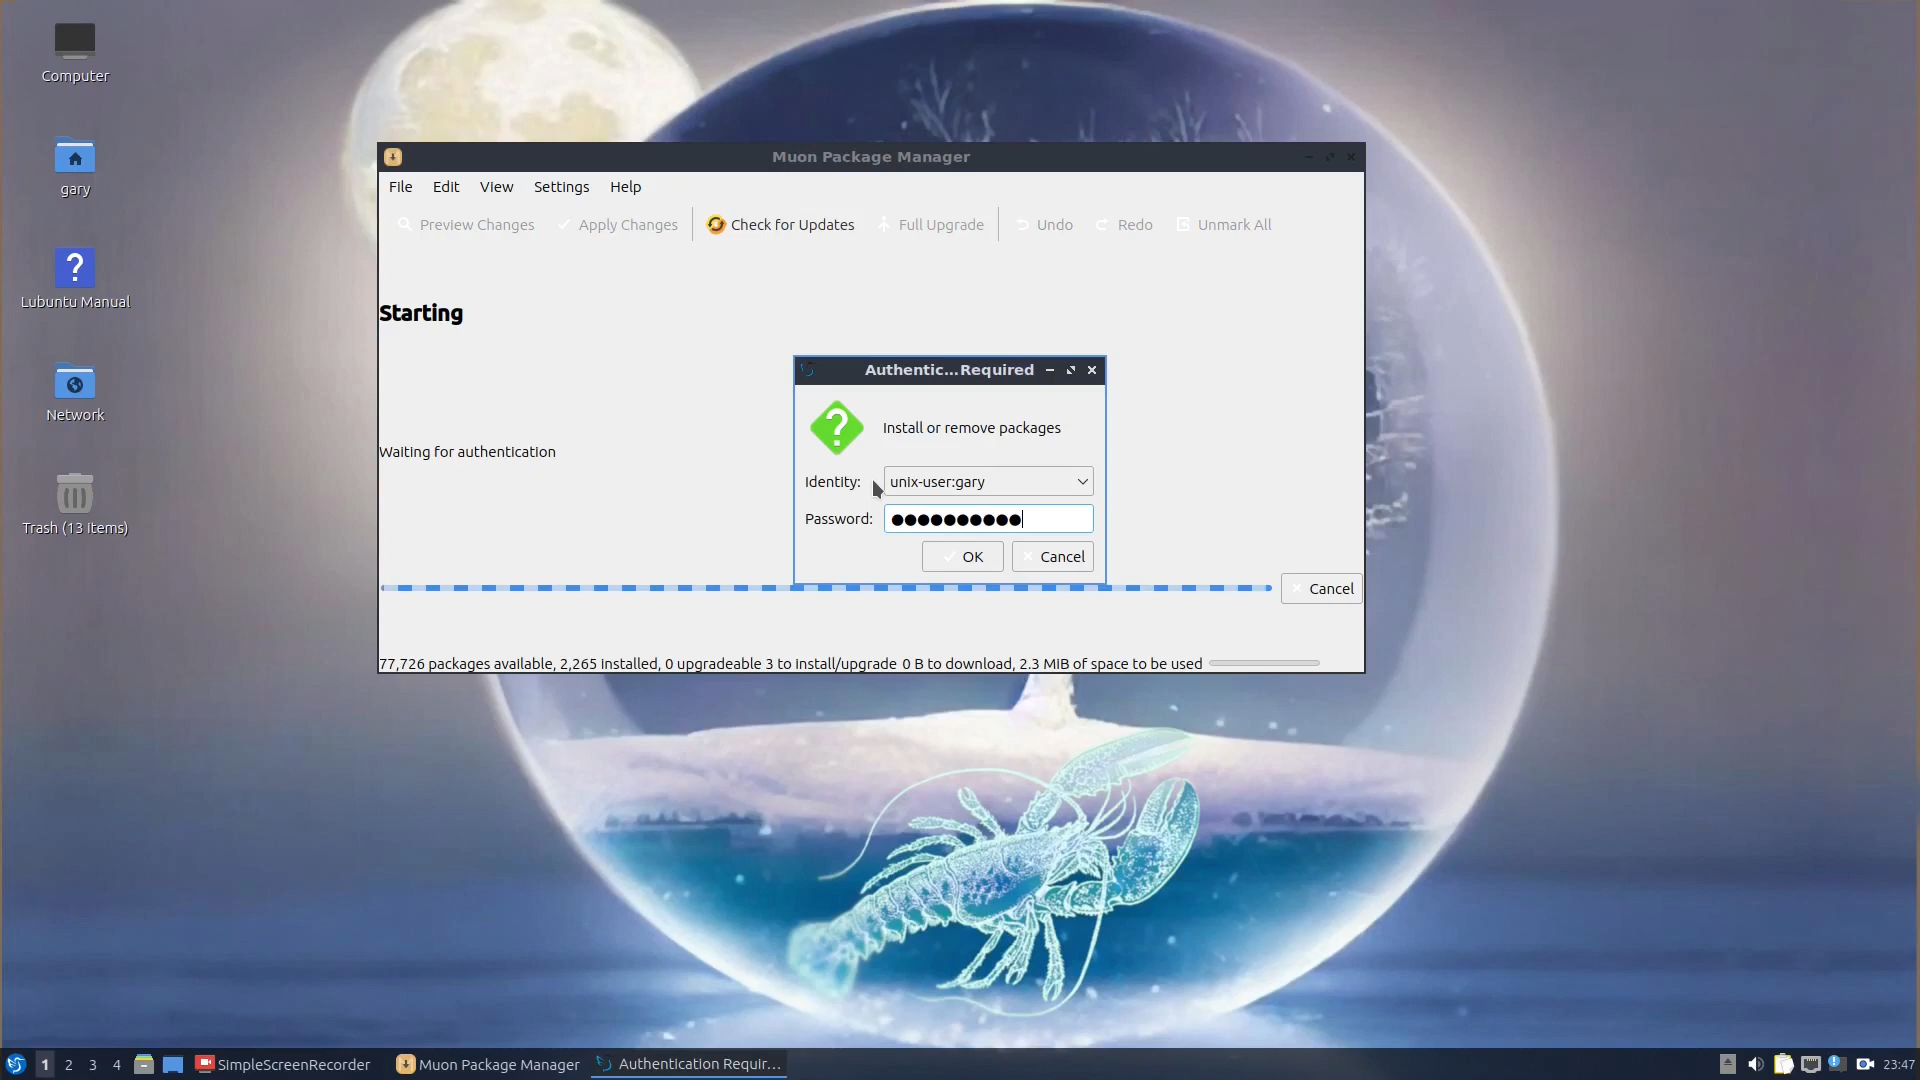 Computer
gary
Lubuntu Manual
Network
Trash (13 items)
Muon Package Manager
File Edit View Settings Help
Preview Changes Apply Changes Check for Updates Full Upgrade Undo Redo Unmark All
Starting
Waiting for authentication
Authentic...Required
Install or remove packages
Identity: unix-user:gary
Password: ●●●●●●●●●●
OK Cancel
Cancel
77,726 packages available, 2,265 installed, 0 upgradeable 3 to install/upgrade 0 B to download, 2.3 MiB of space to be used
1 2 3 4 SimpleScreenRecorder Muon Package Manager Authentication Requir... 23:47